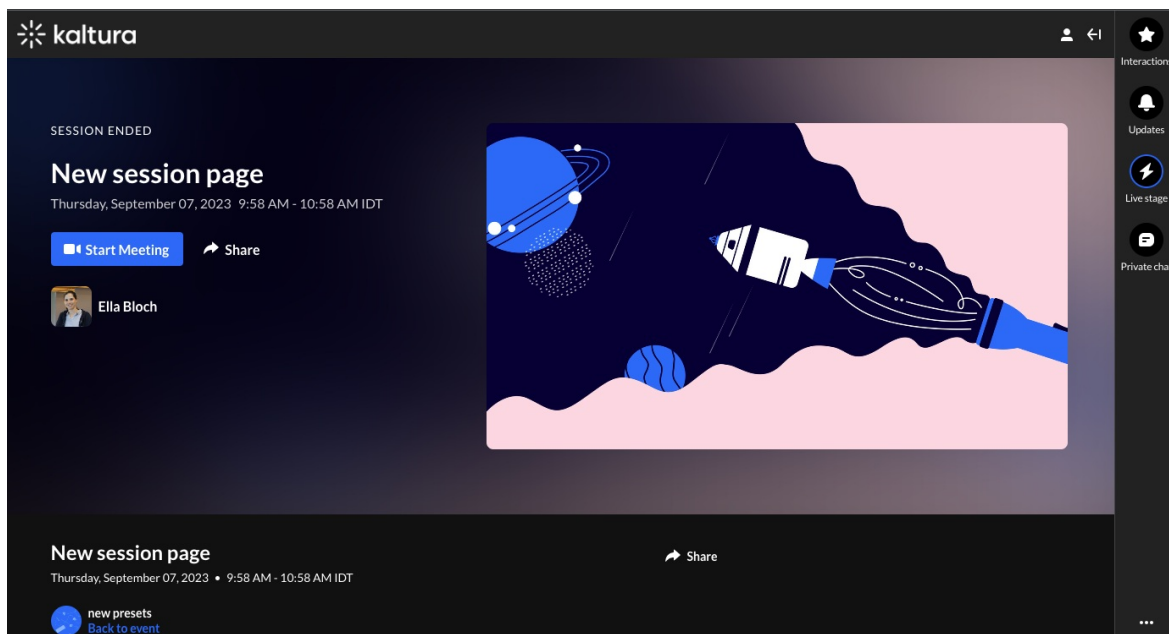 kaltura
SESSION ENDED
New session page
Thursday, September 07, 2023 9:58 AM - 10:58 AM IDT
Start Meeting
Share
Ella Bloch
Interaction
Updates
Live stage
Private cha
New session page
Share
Thursday, September 07, 2023 • 9:58 AM - 10:58 AM IDT
new presets
Back to event